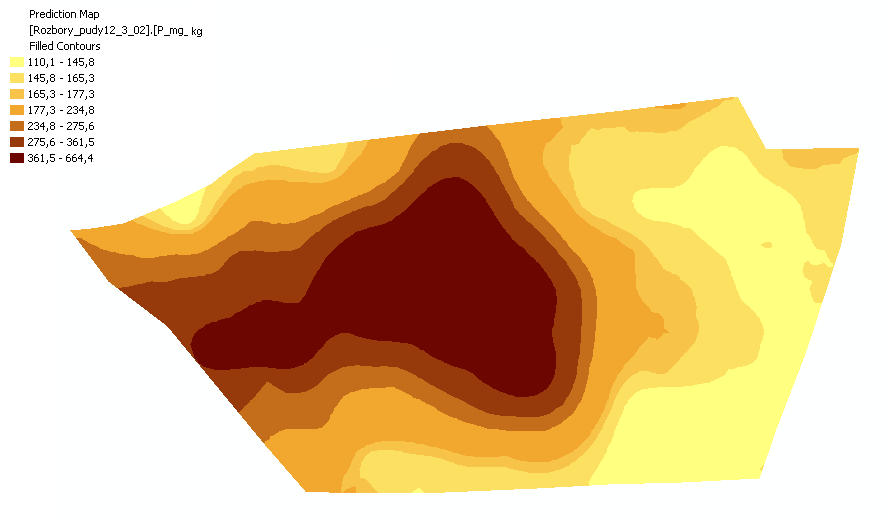 Prediction Map
[Rozbory_pudy12_3_02].[P_mg_ kg
Filled Contours
110,1 - 145,8
145,8 - 165,3
165,3 - 177,3
177,3 - 234,8
234,8 - 275,6
275,6 - 361,5
361,5 - 664,4